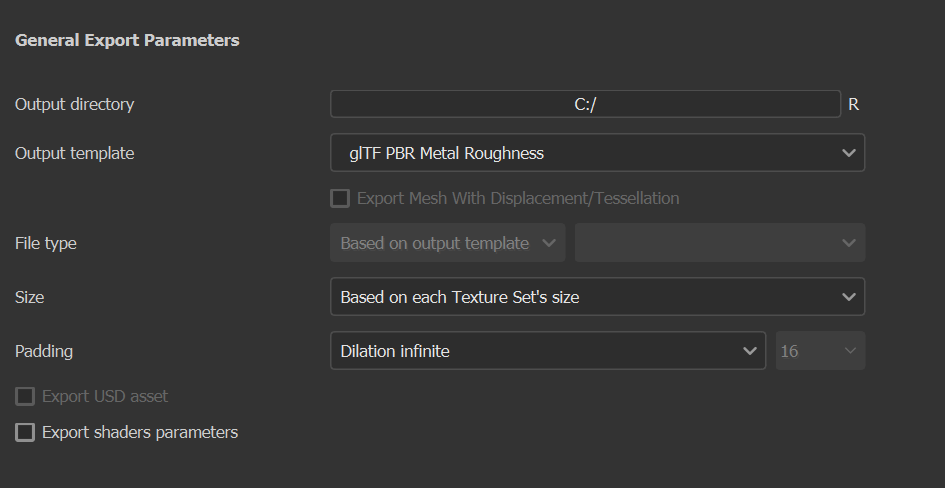 General Export Parameters
Output directory C:/ R
Output template glTF PBR Metal Roughness
Export Mesh With Displacement/Tessellation
File type Based on output template
Size Based on each Texture Set's size
Padding Dilation infinite 16
Export USD asset
Export shaders parameters